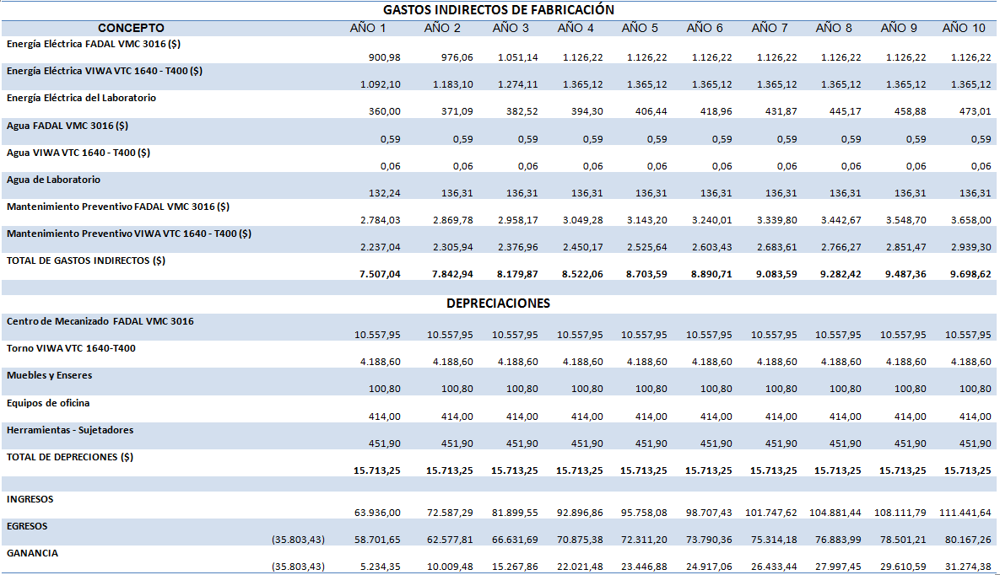 GASTOS INDIRECTOS DE FABRICACIÓN
CONCEPTO AÑO 1 AÑO 2 AÑO 3 AÑO 4 AÑO 5 AÑO 6 AÑO 7 AÑO 8 AÑO 9 AÑO 10
Energía Eléctrica FADAL VMC 3016 ($)
900,98 976,06 1.051,14 1.126,22 1.126,22 1.126,22 1.126,22 1.126,22 1.126,22 1.126,22
Energía Eléctrica VIWA VTC 1640 - T400 ($)
1.092,10 1.183,10 1.274,11 1.365,12 1.365,12 1.365,12 1.365,12 1.365,12 1.365,12 1.365,12
Energía Eléctrica del Laboratorio
360,00 371,09 382,52 394,30 406,44 418,96 431,87 445,17 458,88 473,01
Agua FADAL VMC 3016 ($)
0,59 0,59 0,59 0,59 0,59 0,59 0,59 0,59 0,59 0,59
Agua VIWA VTC 1640 - T400 ($)
0,06 0,06 0,06 0,06 0,06 0,06 0,06 0,06 0,06 0,06
Agua de Laboratorio
132,24 136,31 136,31 136,31 136,31 136,31 136,31 136,31 136,31 136,31
Mantenimiento Preventivo FADAL VMC 3016 ($)
2.784,03 2.869,78 2.958,17 3.049,28 3.143,20 3.240,01 3.339,80 3.442,67 3.548,70 3.658,00
Mantenimiento Preventivo VIWA VTC 1640 - T400 ($)
2.237,04 2.305,94 2.376,96 2.450,17 2.525,64 2.603,43 2.683,61 2.766,27 2.851,47 2.939,30
TOTAL DE GASTOS INDIRECTOS ($)
7.507,04 7.842,94 8.179,87 8.522,06 8.703,59 8.890,71 9.083,59 9.282,42 9.487,36 9.698,62
DEPRECIACIONES
Centro de Mecanizado FADAL VMC 3016
10.557,95 10.557,95 10.557,95 10.557,95 10.557,95 10.557,95 10.557,95 10.557,95 10.557,95 10.557,95
Torno VIWA VTC 1640-T400
4.188,60 4.188,60 4.188,60 4.188,60 4.188,60 4.188,60 4.188,60 4.188,60 4.188,60 4.188,60
Muebles y Enseres
100,80 100,80 100,80 100,80 100,80 100,80 100,80 100,80 100,80 100,80
Equipos de oficina
414,00 414,00 414,00 414,00 414,00 414,00 414,00 414,00 414,00 414,00
Herramientas - Sujetadores
451,90 451,90 451,90 451,90 451,90 451,90 451,90 451,90 451,90 451,90
TOTAL DE DEPRECIONES ($)
15.713,25 15.713,25 15.713,25 15.713,25 15.713,25 15.713,25 15.713,25 15.713,25 15.713,25 15.713,25
INGRESOS
63.936,00 72.587,29 81.899,55 92.896,86 95.758,08 98.707,43 101.747,62 104.881,44 108.111,79 111.441,64
EGRESOS
(35.803,43) 58.701,65 62.577,81 66.631,69 70.875,38 72.311,20 73.790,36 75.314,18 76.883,99 78.501,21 80.167,26
GANANCIA
(35.803,43) 5.234,35 10.009,48 15.267,86 22.021,48 23.446,88 24.917,06 26.433,44 27.997,45 29.610,59 31.274,38